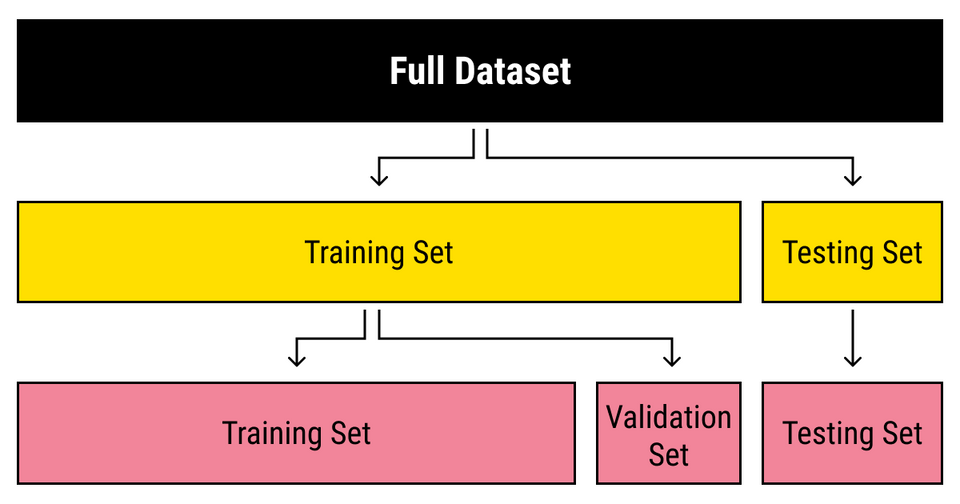 Full Dataset
Training Set
Testing Set
Training Set
Validation
Set
Testing Set